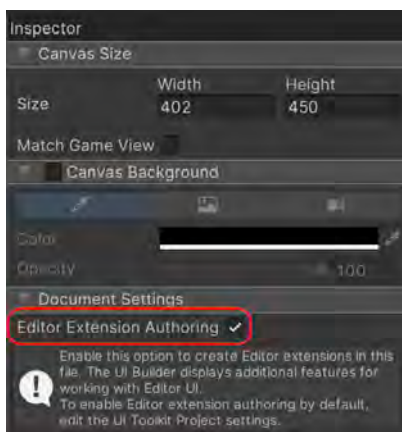 Inspector
Canvas Size
Width Height
Size 402 450
Match Game View
Canvas Background
Color
Opacity 100
Document Settings
Editor Extension Authoring
Enable this option to create Editor extensions in this
file. The UI Builder displays additional features for
working with Editor UI.
To enable Editor extension authoring by default,
edit the UI Toolkit Project settings.